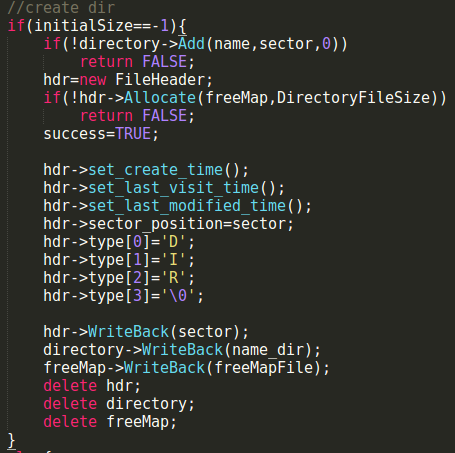 //create dir
if(initialSize==-1){
    if(!directory->Add(name,sector,0))
        return FALSE;
    hdr=new FileHeader;
    if(!hdr->Allocate(freeMap,DirectoryFileSize))
        return FALSE;
    success=TRUE;

    hdr->set_create_time();
    hdr->set_last_visit_time();
    hdr->set_last_modified_time();
    hdr->sector_position=sector;
    hdr->type[0]='D';
    hdr->type[1]='I';
    hdr->type[2]='R';
    hdr->type[3]='\0';

    hdr->WriteBack(sector);
    directory->WriteBack(name_dir);
    freeMap->WriteBack(freeMapFile);
    delete hdr;
    delete directory;
    delete freeMap;
}